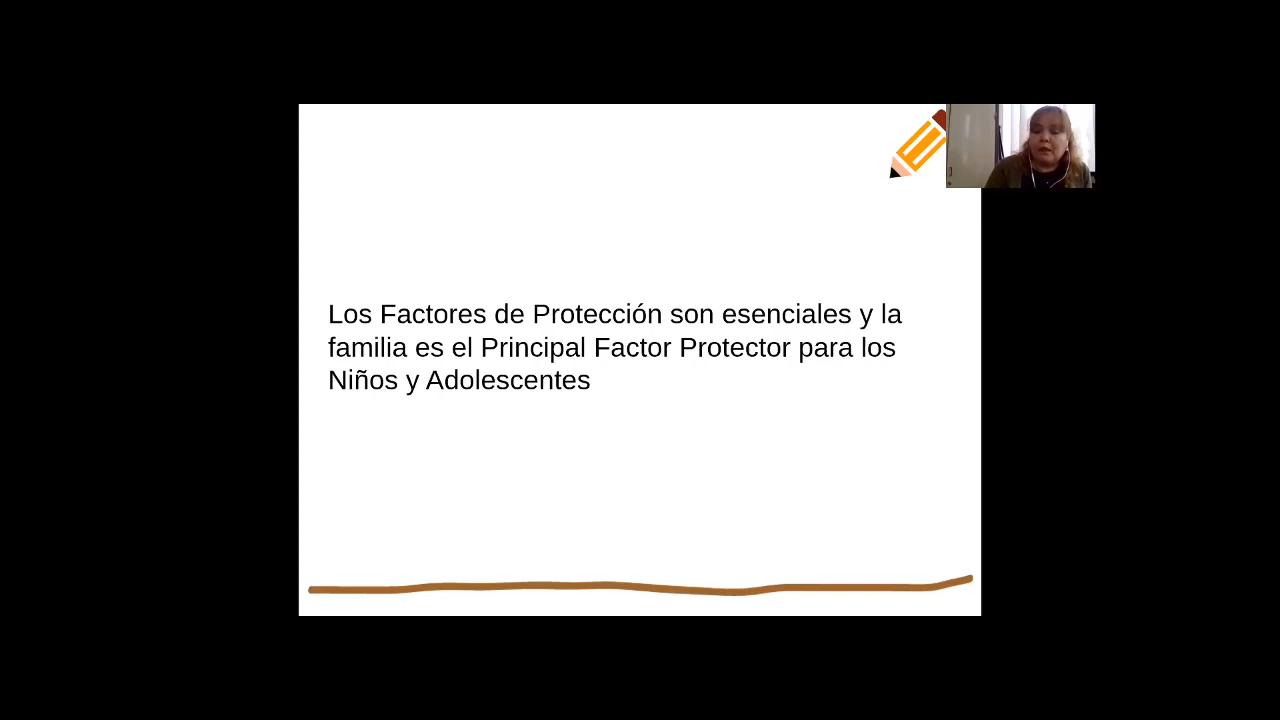 Los Factores de Protección son esenciales y la
familia es el Principal Factor Protector para los
Niños y Adolescentes